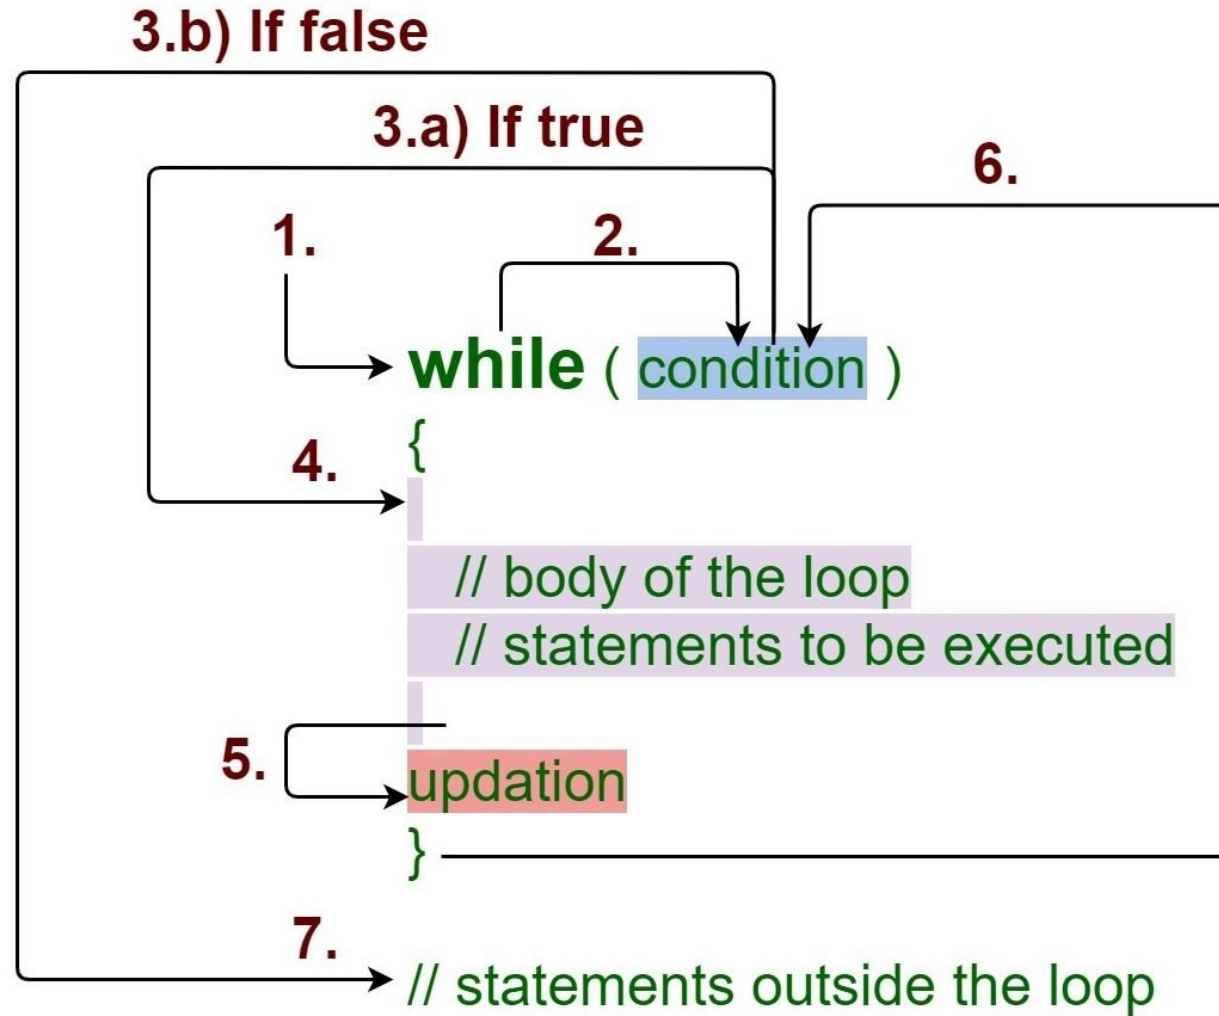 3.b) If false
3.a) If true
6.
1.
2.
while ( condition )
{
4.
// body of the loop
// statements to be executed
5.
updation
}
7.
// statements outside the loop